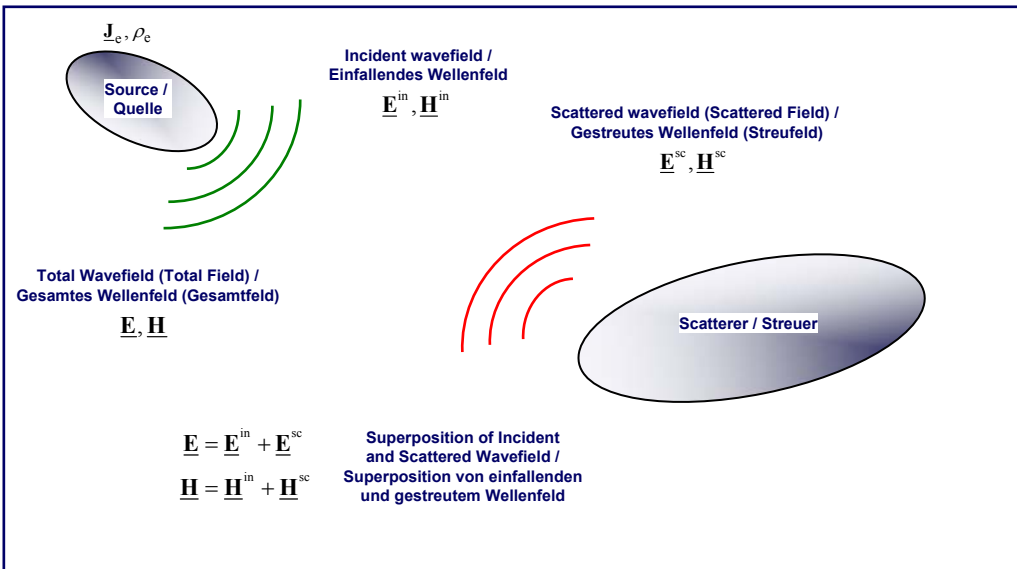 J̲e, ρe
Source /
Quelle
Incident wavefield /
Einfallendes Wellenfeld
E̲^in, H̲^in
Scattered wavefield (Scattered Field) /
Gestreutes Wellenfeld (Streufeld)
E̲^sc, H̲^sc
Total Wavefield (Total Field) /
Gesamtes Wellenfeld (Gesamtfeld)
E̲, H̲
Scatterer / Streuer
E̲ = E̲^in + E̲^sc
H̲ = H̲^in + H̲^sc
Superposition of Incident
and Scattered Wavefield /
Superposition von einfallenden
und gestreutem Wellenfeld